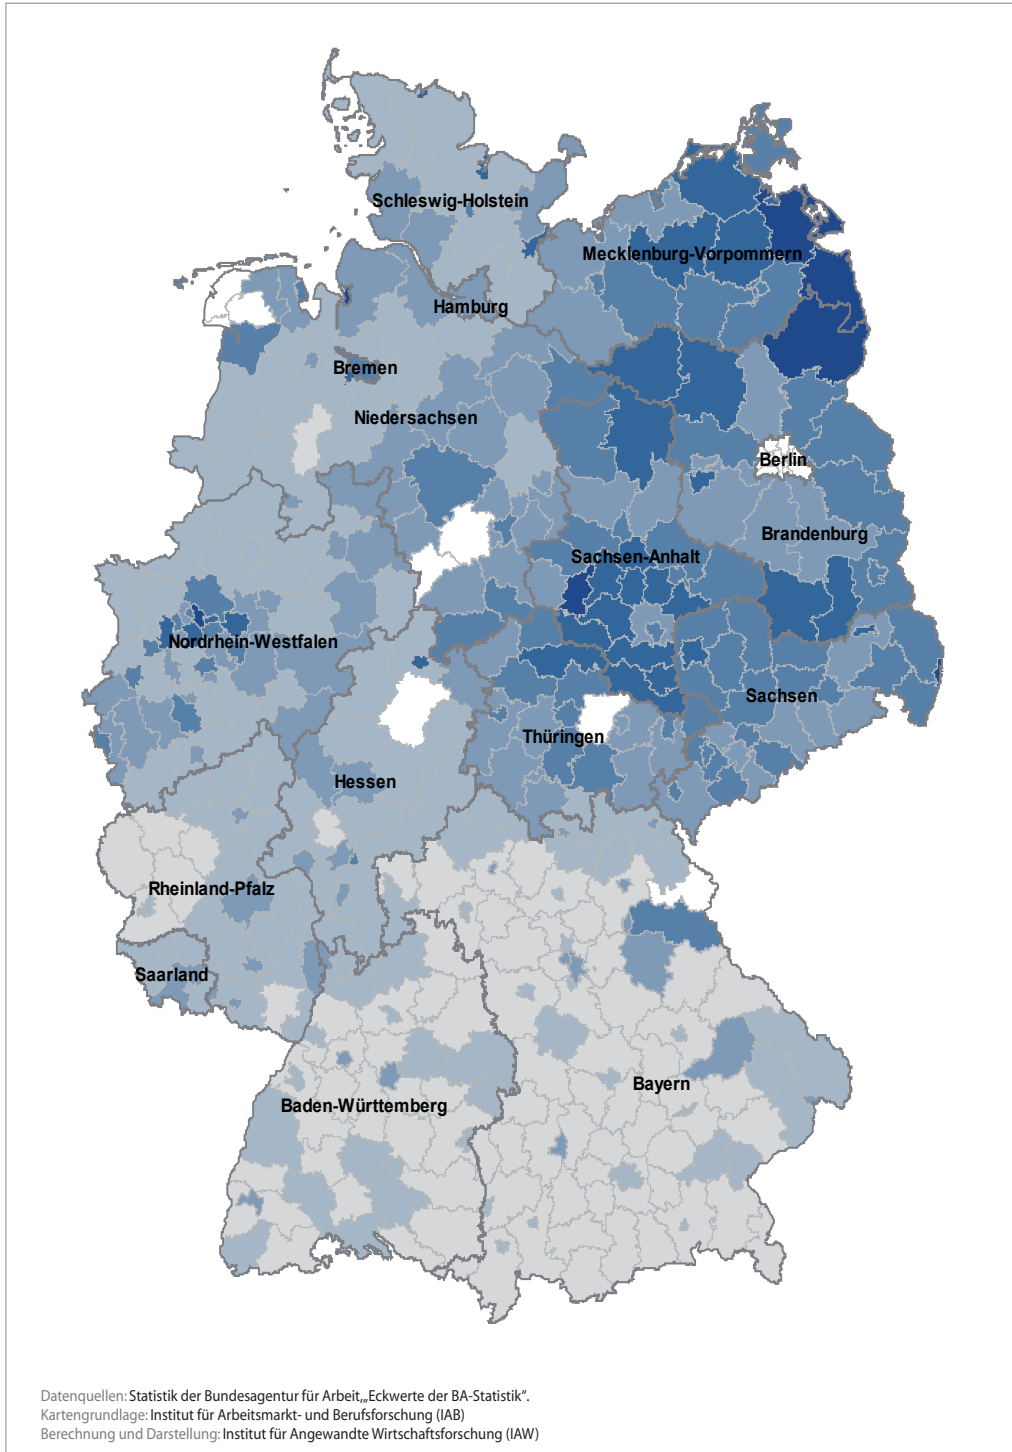 Schleswig-Holstein
Mecklenburg-Vorpommern
Hamburg
Bremen
Niedersachsen
Berlin
Brandenburg
Sachsen-Anhalt
Nordrhein-Westfalen
Sachsen
Thüringen
Hessen
Rheinland-Pfalz
Saarland
Bayern
Baden-Württemberg
Datenquellen: Statistik der Bundesagentur für Arbeit, „Eckwerte der BA-Statistik“.
Kartengrundlage: Institut für Arbeitsmarkt- und Berufsforschung (IAB)
Berechnung und Darstellung: Institut für Angewandte Wirtschaftsforschung (IAW)